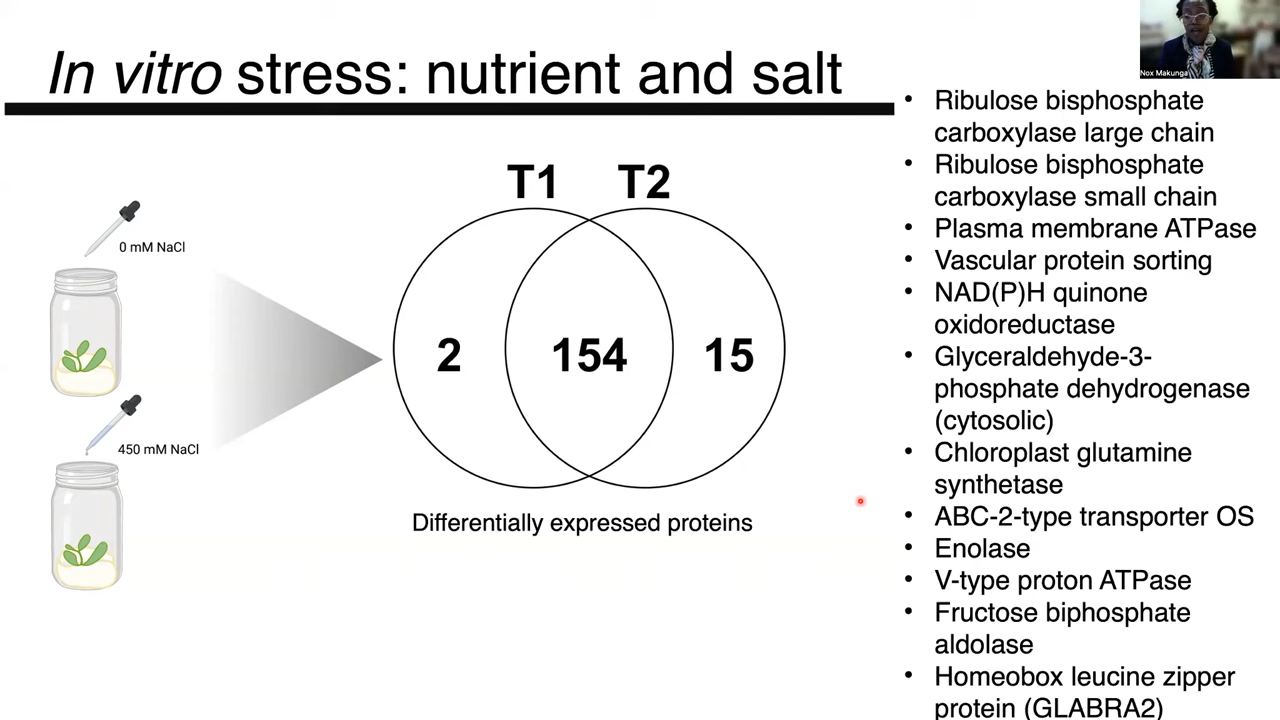 In vitro stress: nutrient and salt
Nox Makunga
T1 T2
0 mM NaCl
450 mM NaCl
2 154 15
Differentially expressed proteins
• Ribulose bisphosphate
carboxylase large chain
• Ribulose bisphosphate
carboxylase small chain
• Plasma membrane ATPase
• Vascular protein sorting
• NAD(P)H quinone
oxidoreductase
• Glyceraldehyde-3-
phosphate dehydrogenase
(cytosolic)
• Chloroplast glutamine
synthetase
• ABC-2-type transporter OS
• Enolase
• V-type proton ATPase
• Fructose biphosphate
aldolase
• Homeobox leucine zipper
protein (GLABRA2)